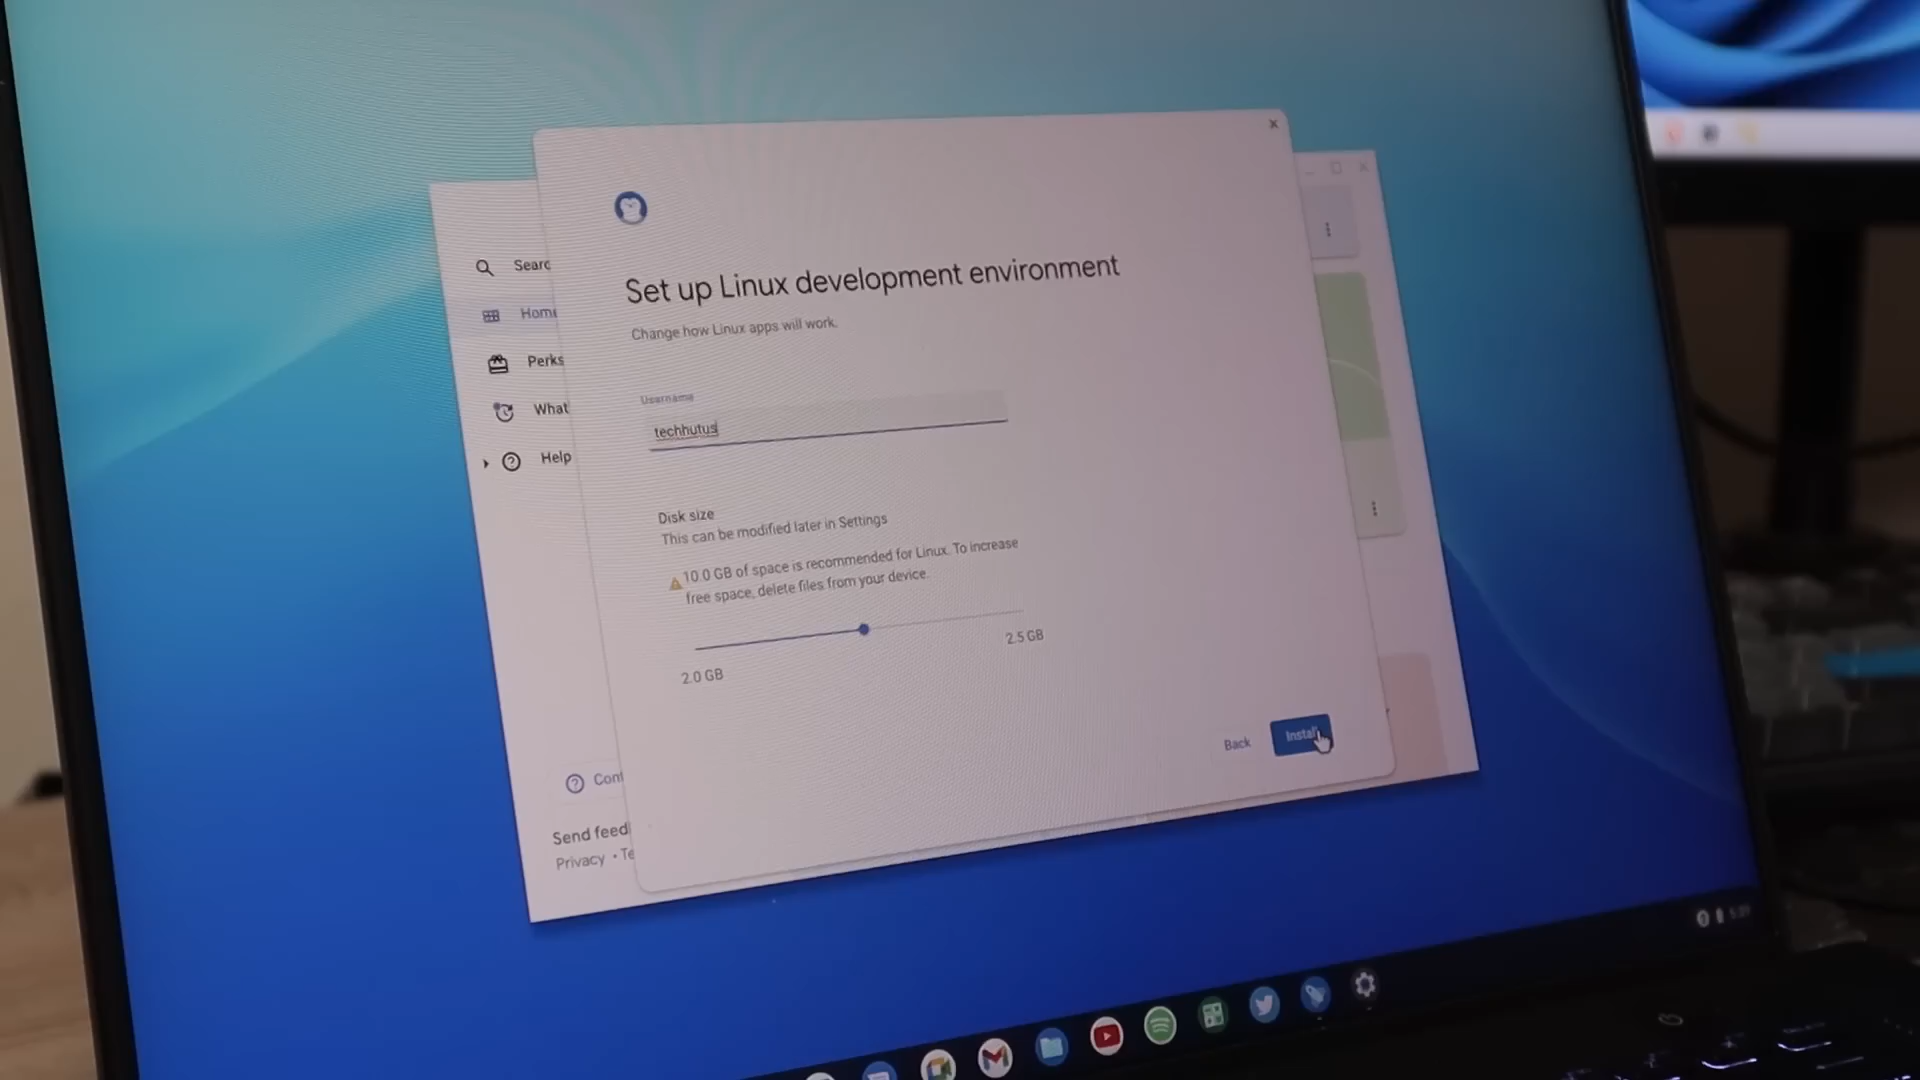 Set up Linux development environment
Change how Linux apps will work.
Username
techhutus
Disk size
This can be modified later in Settings
10.0 GB of space is recommended for Linux. To increase
free space, delete files from your device.
2.0 GB
2.5 GB
Back
Install
Searc
Home
Perks
What
Help
Cont
Send feed
Privacy • Te